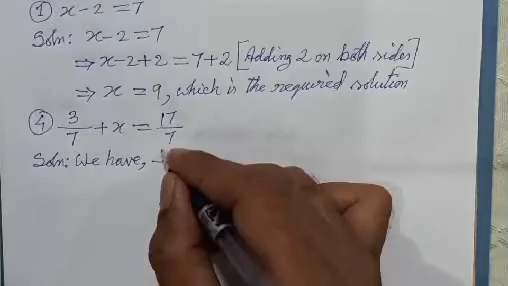 ① x - 2 = 7
Soln: x - 2 = 7
⇒ x - 2 + 2 = 7 + 2 [Adding 2 on both sides]
⇒ x = 9, which is the required solution
④ 3/7 + x = 17/7
Soln: We have,